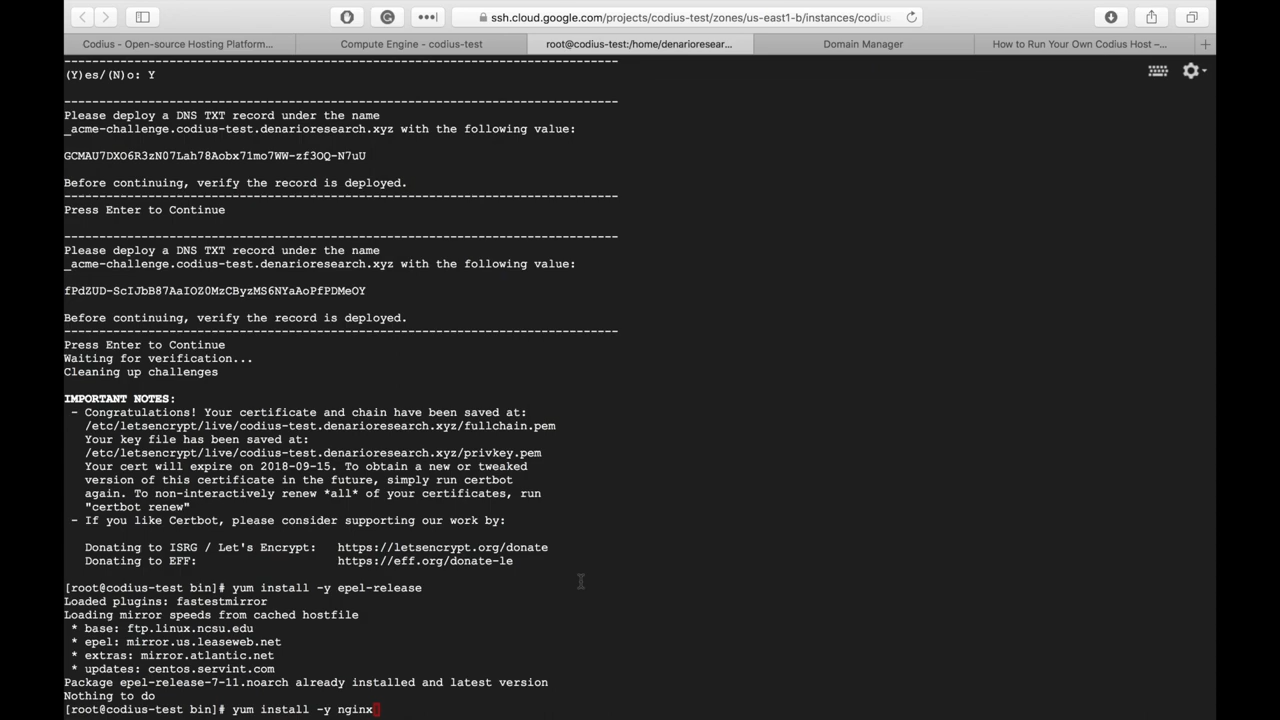 ssh.cloud.google.com/projects/codius-test/zones/us-east1-b/instances/codius
Codius - Open-source Hosting Platform...
Compute Engine - codius-test
root@codius-test:/home/denarioresear...
Domain Manager
How to Run Your Own Codius Host –...
(Y)es/(N)o: Y
Please deploy a DNS TXT record under the name
_acme-challenge.codius-test.denarioresearch.xyz with the following value:
GCMAU7DXO6R3zN07Lah78Aobx71mo7WW-zf3OQ-N7uU
Before continuing, verify the record is deployed.
Press Enter to Continue
Please deploy a DNS TXT record under the name
_acme-challenge.codius-test.denarioresearch.xyz with the following value:
fPdZUD-ScIJbB87AaIOZ0MzCByzMS6NYaAoPfPDMeOY
Before continuing, verify the record is deployed.
Press Enter to Continue
Waiting for verification...
Cleaning up challenges
IMPORTANT NOTES:
- Congratulations! Your certificate and chain have been saved at:
/etc/letsencrypt/live/codius-test.denarioresearch.xyz/fullchain.pem
Your key file has been saved at:
/etc/letsencrypt/live/codius-test.denarioresearch.xyz/privkey.pem
Your cert will expire on 2018-09-15. To obtain a new or tweaked
version of this certificate in the future, simply run certbot
again. To non-interactively renew *all* of your certificates, run
"certbot renew"
- If you like Certbot, please consider supporting our work by:
Donating to ISRG / Let's Encrypt: https://letsencrypt.org/donate
Donating to EFF: https://eff.org/donate-le
[root@codius-test bin]# yum install -y epel-release
Loaded plugins: fastestmirror
Loading mirror speeds from cached hostfile
* base: ftp.linux.ncsu.edu
* epel: mirror.us.leaseweb.net
* extras: mirror.atlantic.net
* updates: centos.servint.com
Package epel-release-7-11.noarch already installed and latest version
Nothing to do
[root@codius-test bin]# yum install -y nginx